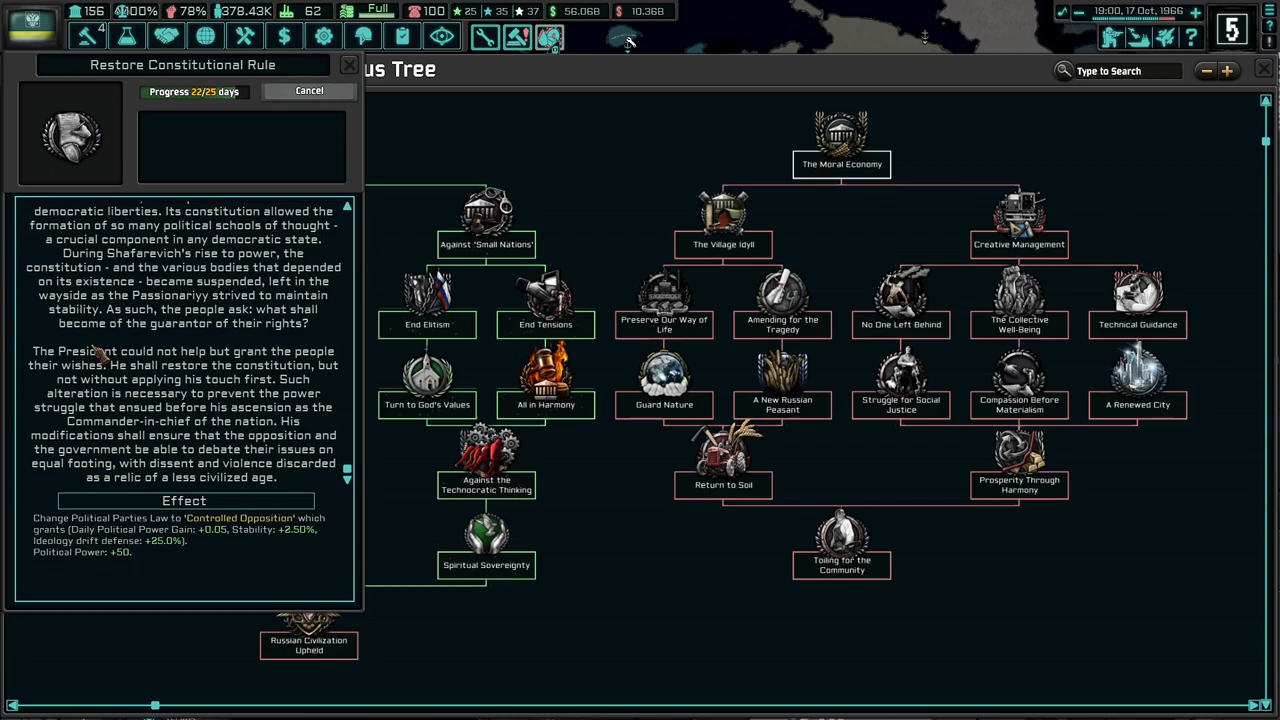 156 100% 78% 378.43K 62 Full 100 25 35 37 $ 56.06B $ 10.36B
19:00, 17 Oct, 1966
5
4
Restore Constitutional Rule
us Tree
Type to Search
Progress 22/25 days
Cancel
democratic liberties. Its constitution allowed the
formation of so many political schools of thought -
a crucial component in any democratic state.
During Shafarevich's rise to power, the
constitution - and the various bodies that depended
on its existence - became suspended, left in the
wayside as the Passionariyy strived to maintain
stability. As such, the people ask: what shall
become of the guarantor of their rights?
The President could not help but grant the people
their wishes. He shall restore the constitution, but
not without applying his touch first. Such
alteration is necessary to prevent the power
struggle that ensued before his ascension as the
Commander-in-chief of the nation. His
modifications shall ensure that the opposition and
the government be able to debate their issues on
equal footing, with dissent and violence discarded
as a relic of a less civilized age.
Effect
Change Political Parties Law to 'Controlled Opposition' which
grants (Daily Political Power Gain: +0.05, Stability: +2.50%,
Ideology drift defense: +25.0%).
Political Power: +50.
The Moral Economy
Against 'Small Nations'
The Village Idyll
Creative Management
End Elitism
End Tensions
Preserve Our Way of
Life
Amending for the
Tragedy
No One Left Behind
The Collective
Well-Being
Technical Guidance
Turn to God's Values
All in Harmony
Guard Nature
A New Russian
Peasant
Struggle for Social
Justice
Compassion Before
Materialism
A Renewed City
Against the
Technocratic Thinking
Return to Soil
Prosperity Through
Harmony
Spiritual Sovereignty
Toiling for the
Community
Russian Civilization
Upheld